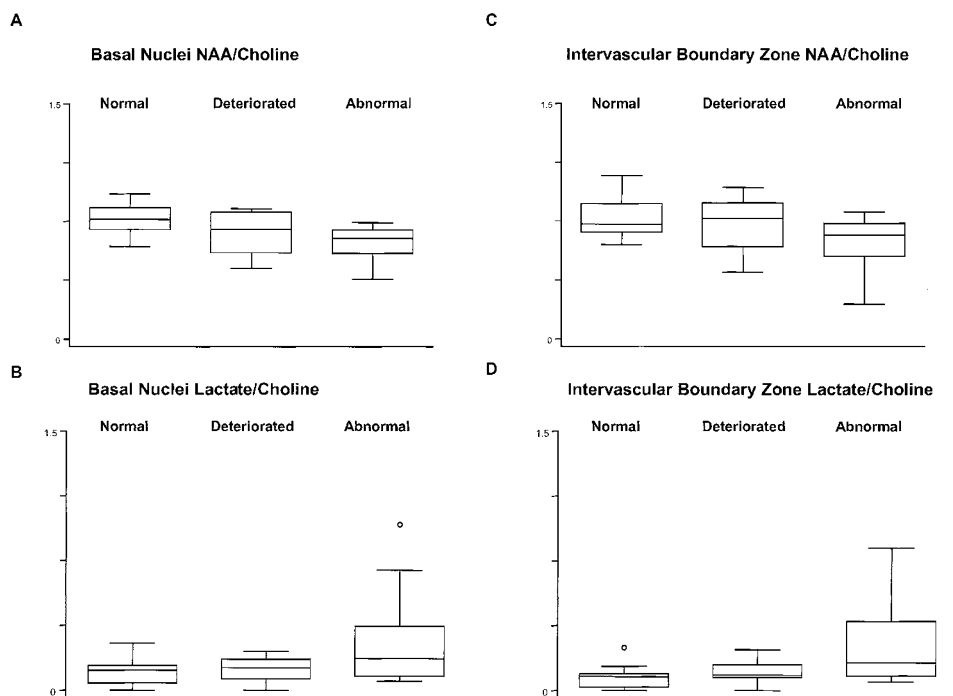 A
Basal Nuclei NAA/Choline
Normal Deteriorated Abnormal
1.5
0
B
Basal Nuclei Lactate/Choline
Normal Deteriorated Abnormal
1.5
0
C
Intervascular Boundary Zone NAA/Choline
Normal Deteriorated Abnormal
1.5
0
D
Intervascular Boundary Zone Lactate/Choline
Normal Deteriorated Abnormal
1.5
0